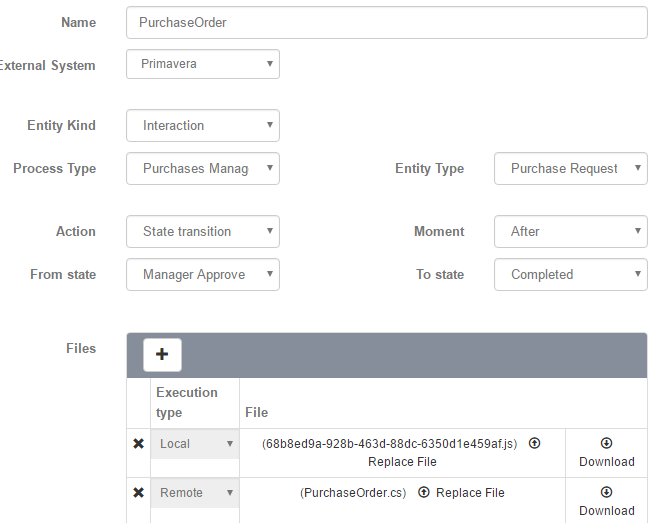 Name PurchaseOrder
External System Primavera
Entity Kind Interaction
Process Type Purchases Manag Entity Type Purchase Request
Action State transition Moment After
From state Manager Approve To state Completed
Files
Execution
type File
Local (68b8ed9a-928b-463d-88dc-6350d1e459af.js)
Replace File Download
Remote (PurchaseOrder.cs) Replace File
Download